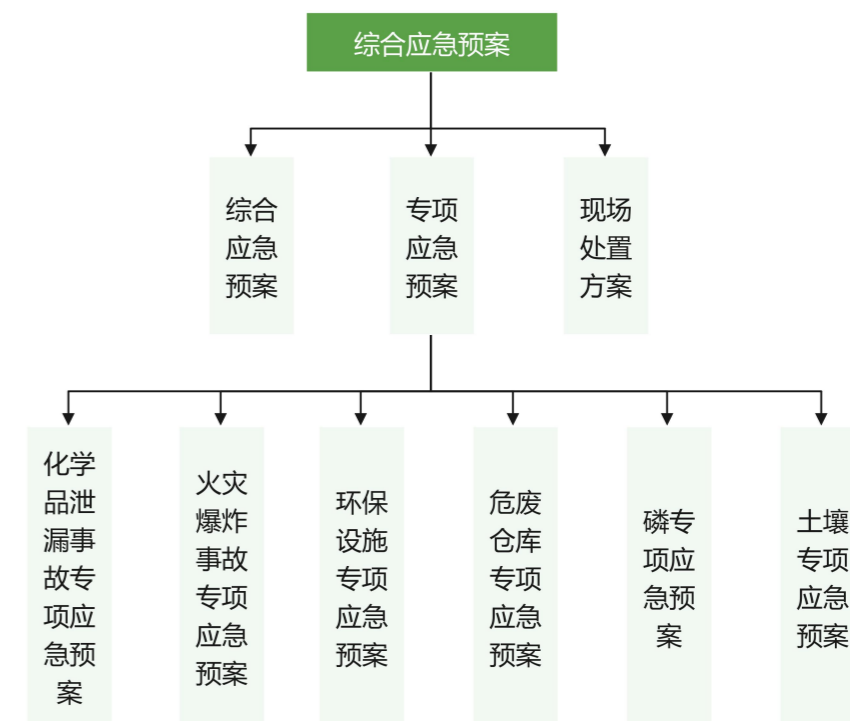 综合应急预案
综合
应急
预案
专项
应急
预案
现场
处置
方案
化学
品泄
漏事
故专
项应
急预
案
火灾
爆炸
事故
专项
应急
预案
环保
设施
专项
应急
预案
危废
仓库
专项
应急
预案
磷专
项应
急预
案
土壤
专项
应急
预案